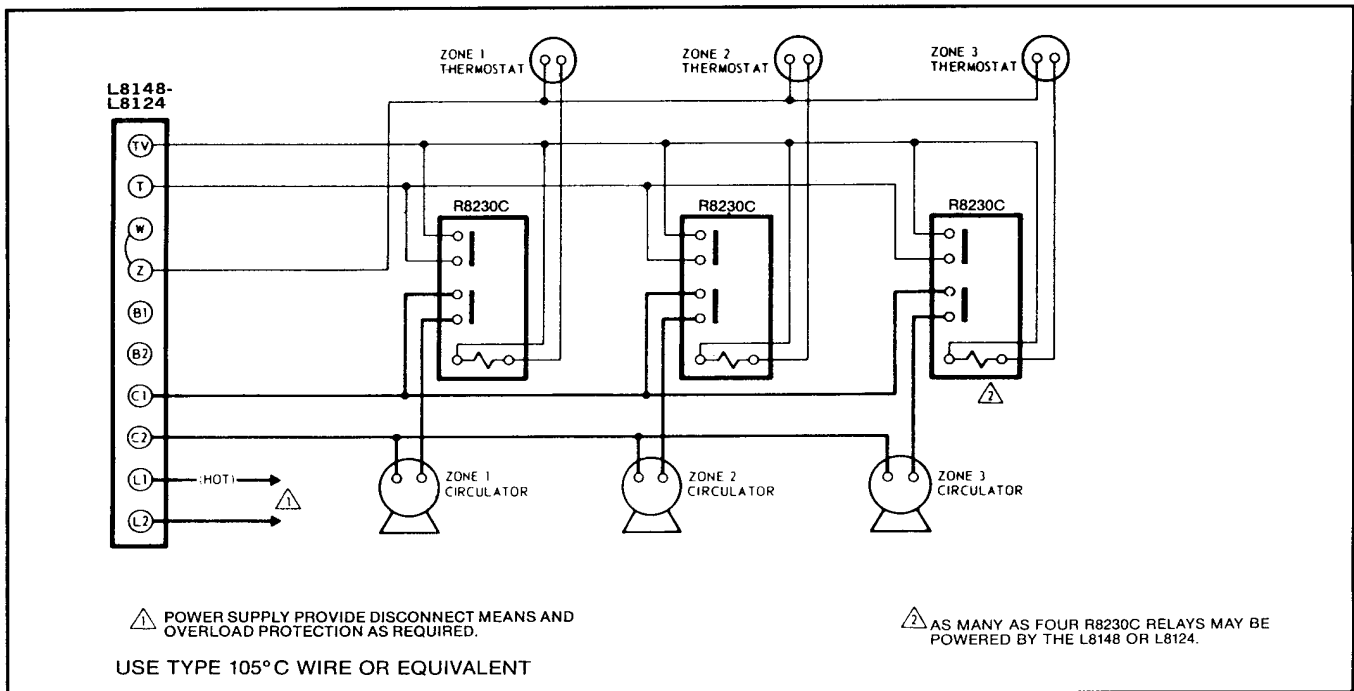 ZONE 1
THERMOSTAT
ZONE 2
THERMOSTAT
ZONE 3
THERMOSTAT
L8148-
L8124
TV
T
W
Z
B1
B2
C1
C2
L1
L2
R8230C
R8230C
R8230C
2
(HOT)
1
ZONE 1
CIRCULATOR
ZONE 2
CIRCULATOR
ZONE 3
CIRCULATOR
1 POWER SUPPLY PROVIDE DISCONNECT MEANS AND
OVERLOAD PROTECTION AS REQUIRED.
2 AS MANY AS FOUR R8230C RELAYS MAY BE
POWERED BY THE L8148 OR L8124.
USE TYPE 105°C WIRE OR EQUIVALENT